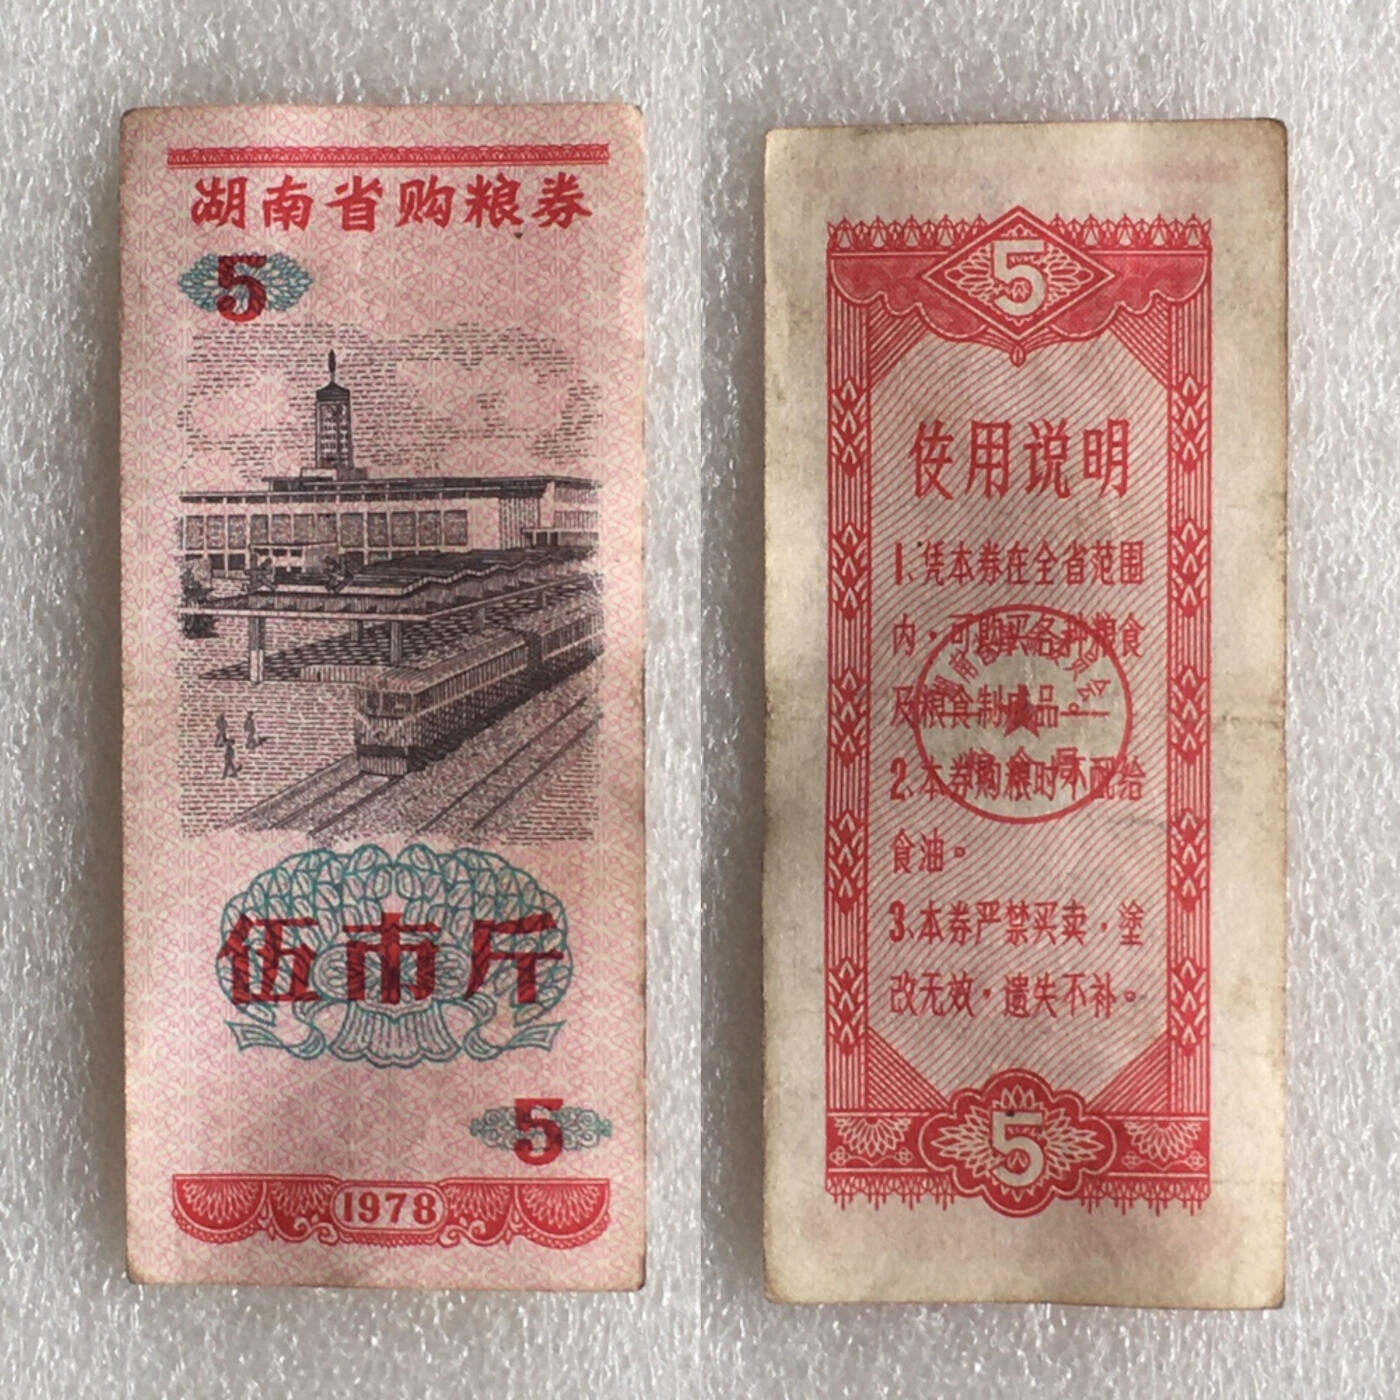 湖南省购粮券
5
伍市斤
5
1978
5
使用说明
1.凭本券在全省范围
内,可购买各种粮食
及粮食制成品。
2.本券购粮时不配给
食油。
3.本券严禁买卖,塗
改无效,遗失不补。
5